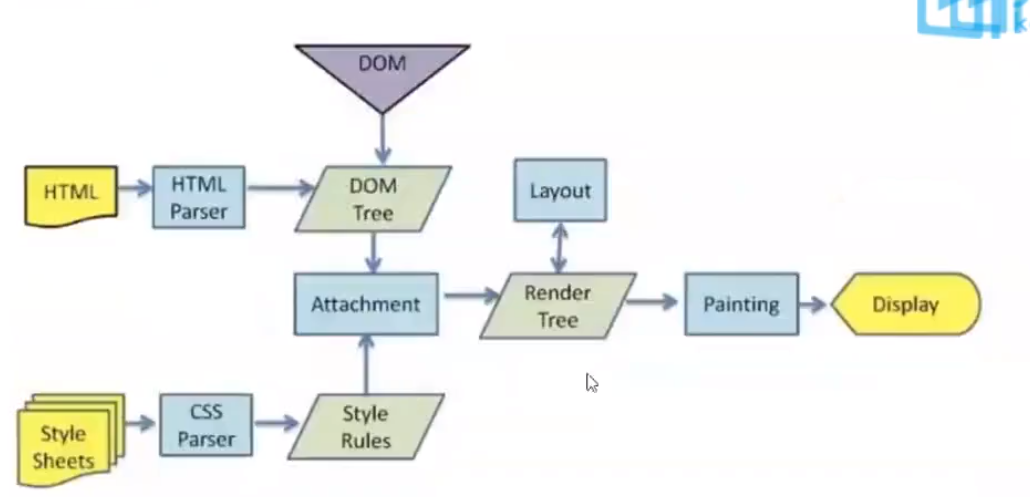 DOM
HTML
HTML
Parser
DOM
Tree
Layout
Attachment
Render
Tree
Painting
Display
Style
Sheets
CSS
Parser
Style
Rules